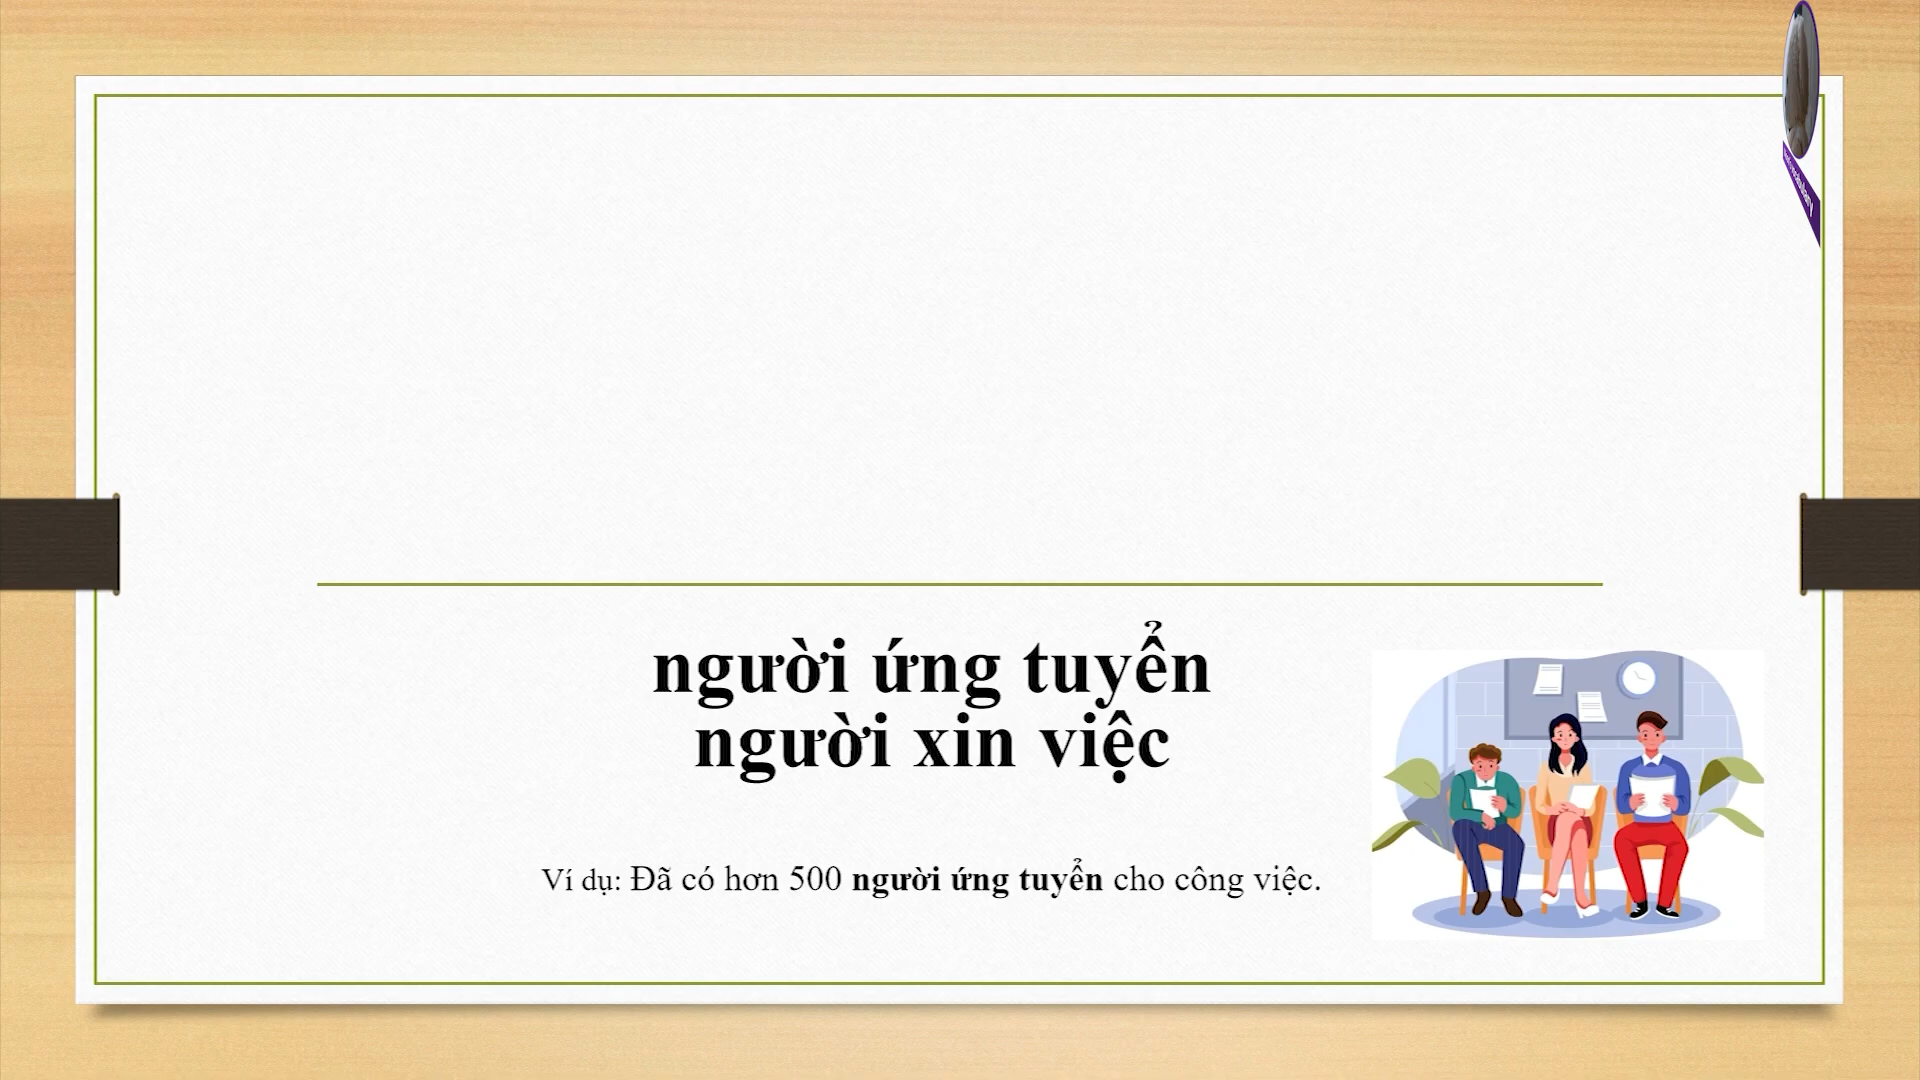 người ứng tuyển
người xin việc
Ví dụ: Đã có hơn 500 người ứng tuyển cho công việc.